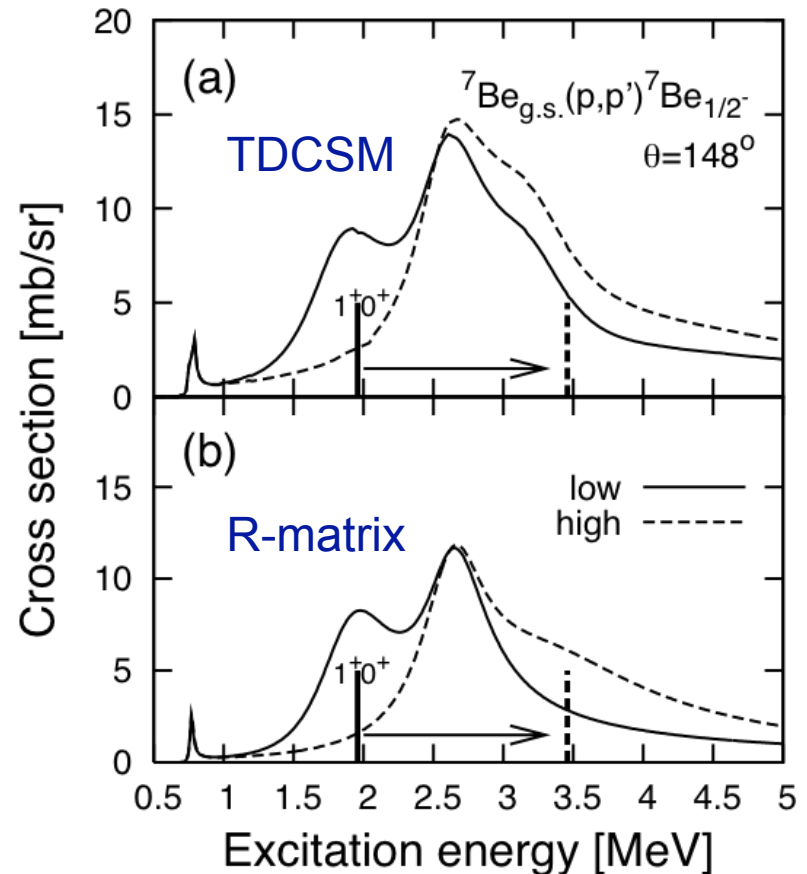 20
(a)
⁷Be_g.s.(p,p')⁷Be_1/2⁻
15
TDCSM
θ=148°
10
5
1⁺0⁺
0
(b)
15
low
high
R-matrix
10
5
1⁺0⁺
0
0.5 1 1.5 2 2.5 3 3.5 4 4.5 5
Excitation energy [MeV]
Cross section [mb/sr]